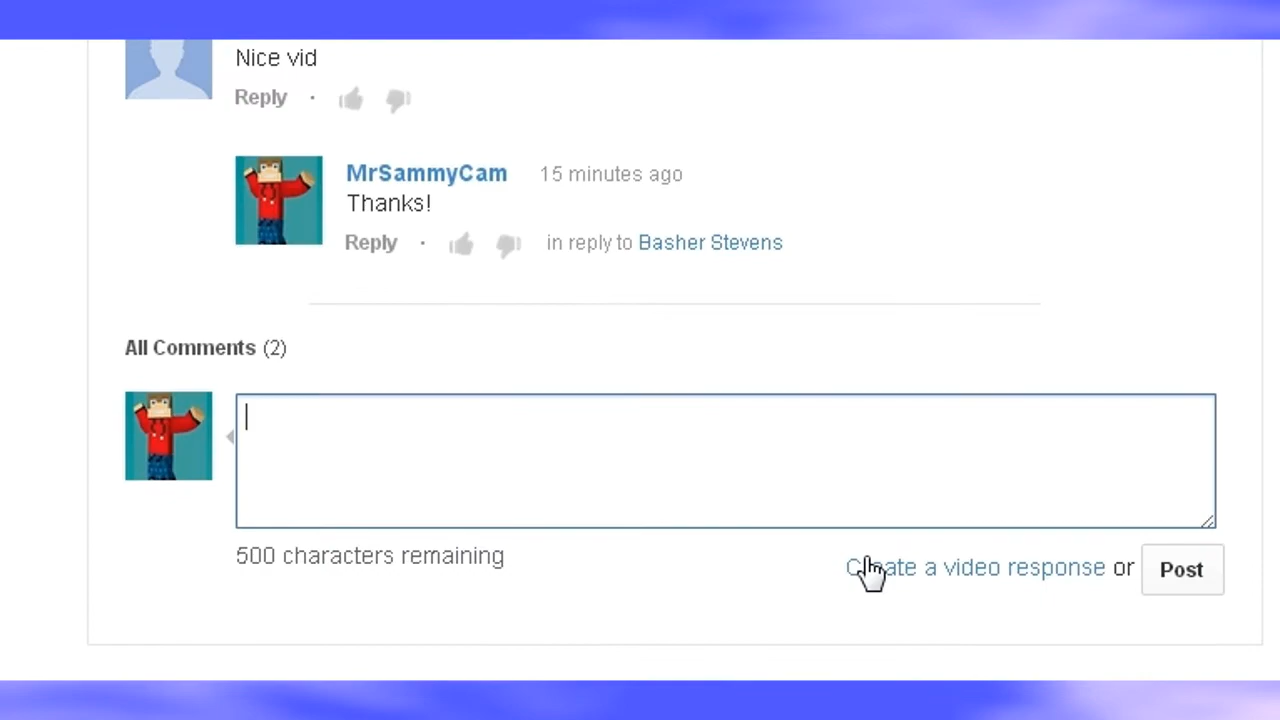 Nice vid
Reply ·
MrSammyCam 15 minutes ago
Thanks!
Reply · in reply to Basher Stevens
All Comments (2)
500 characters remaining
Create a video response or Post